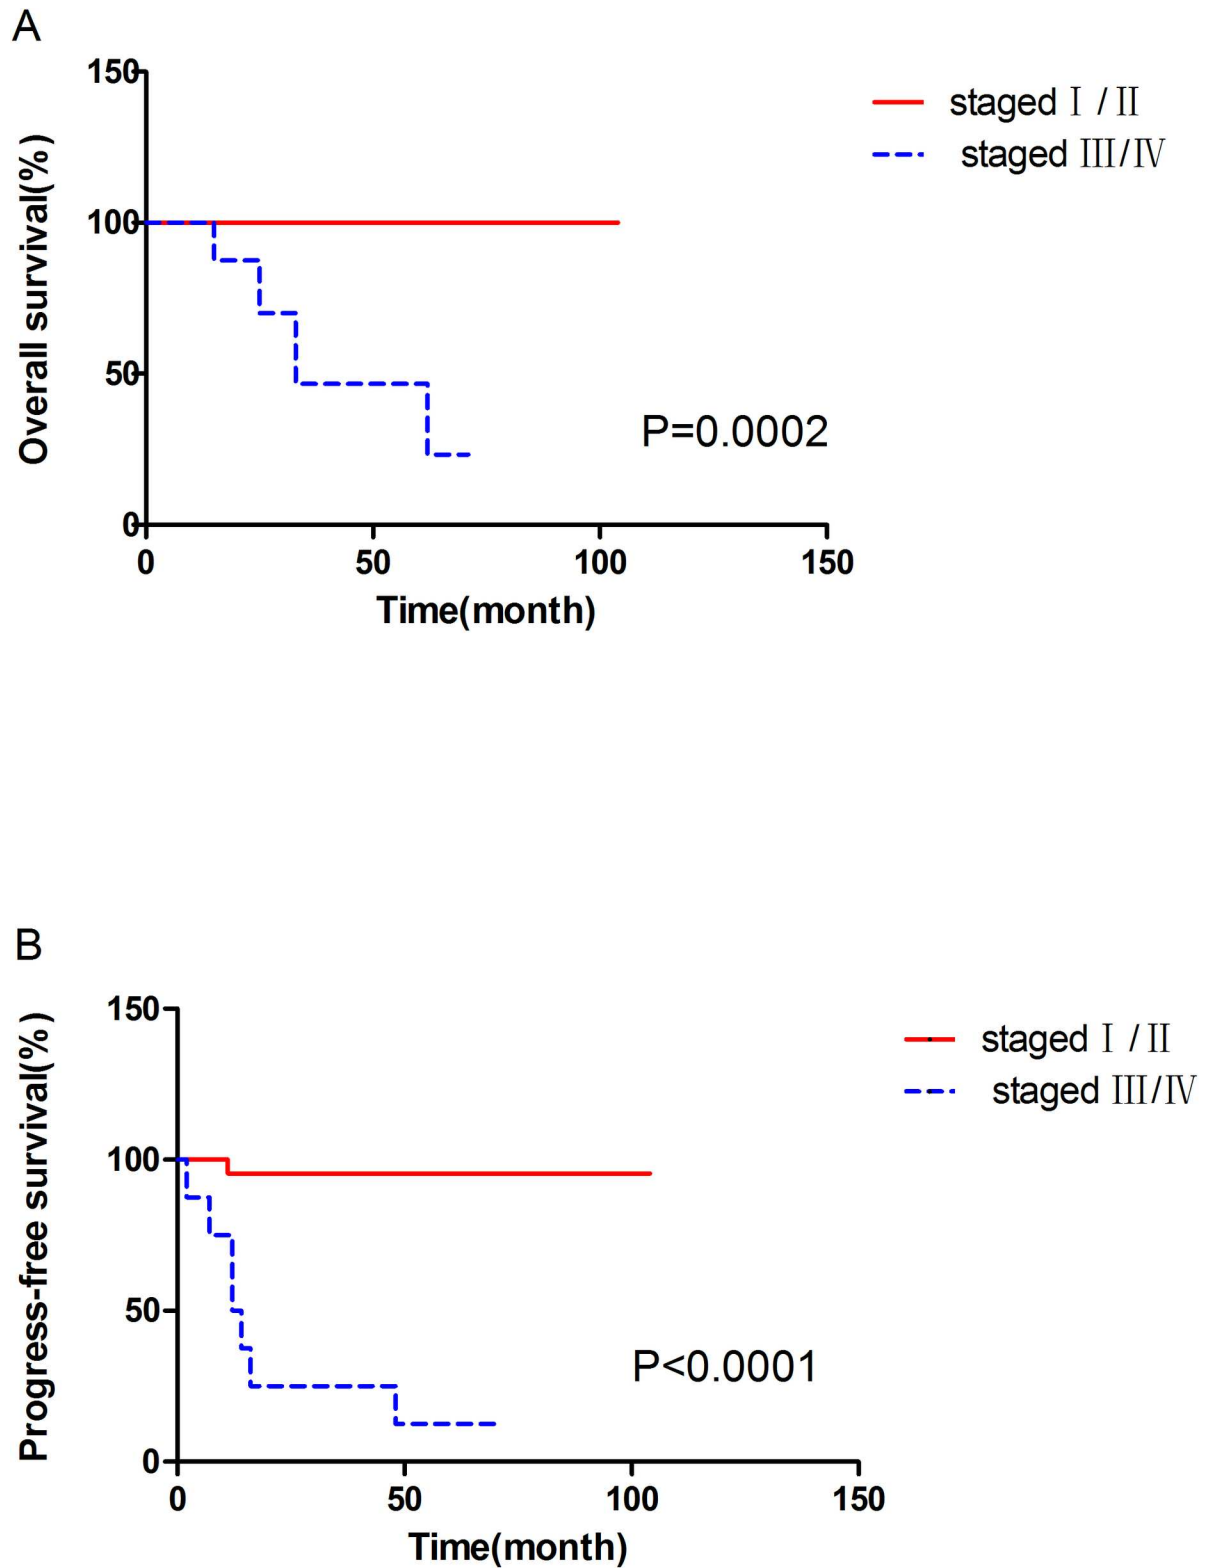 A
150
100
50
0
Overall survival(%)
0 50 100 150
Time(month)
staged Ⅰ / II
staged III/Ⅳ
P=0.0002
B
150
100
50
0
Progress-free survival(%)
0 50 100 150
Time(month)
staged Ⅰ / II
staged III/Ⅳ
P<0.0001